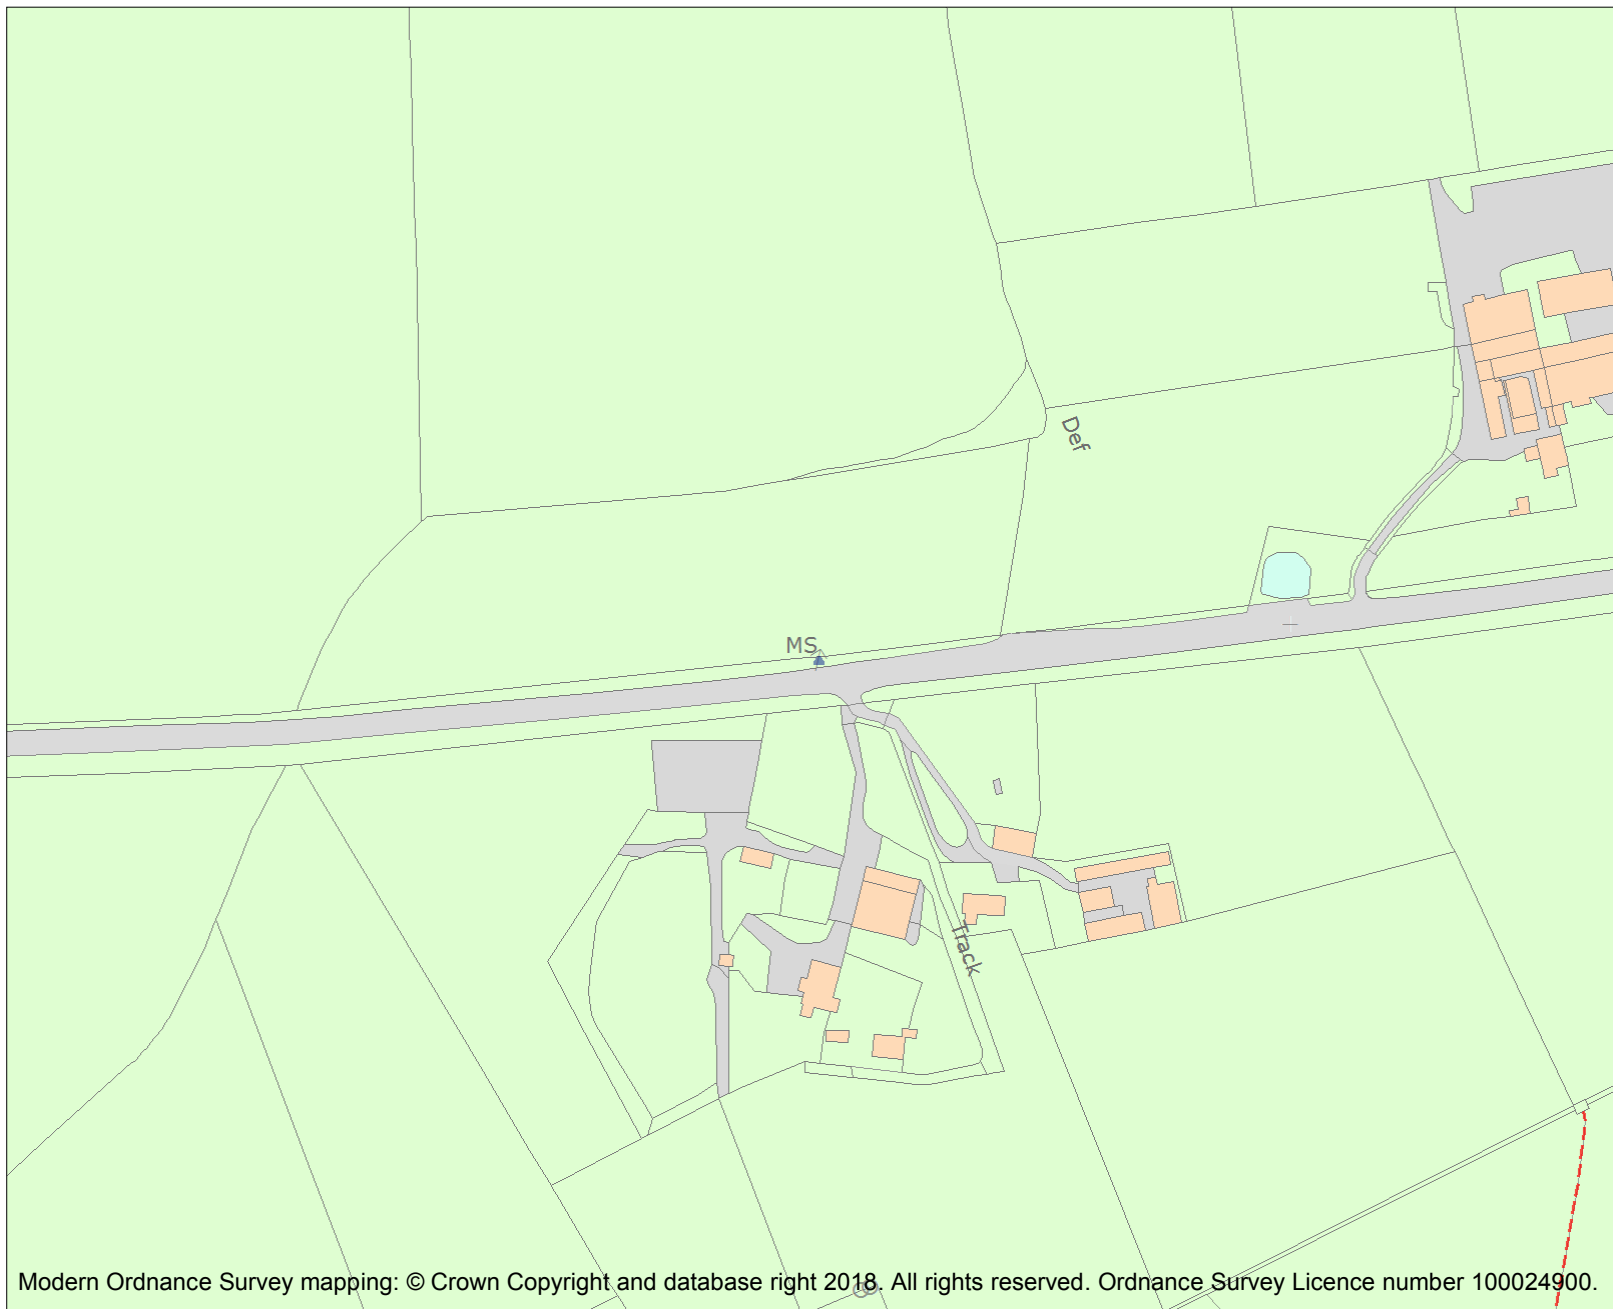 Def
MS
Track
Modern Ordnance Survey mapping: © Crown Copyright and database right 2018. All rights reserved. Ordnance Survey Licence number 100024900.